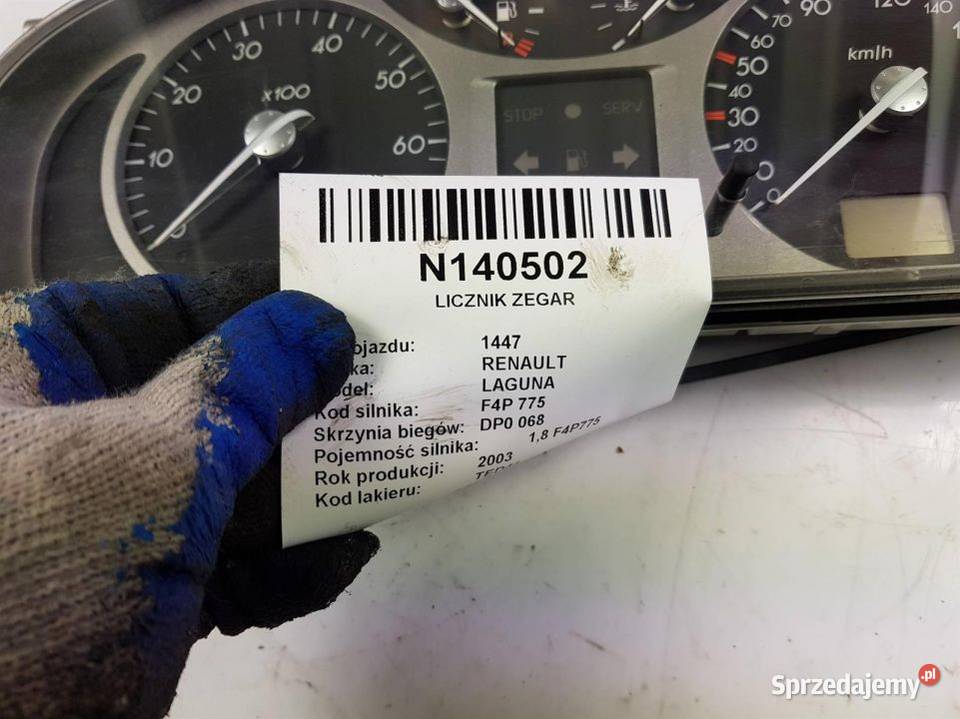 10
20
30
40
50
60
x100
0
STOP
SERV
0
20
30
40
50
60
70
90
120
140
km/h
N140502
LICZNIK ZEGAR
1447
RENAULT
LAGUNA
Kod silnika: F4P 775
Skrzynia biegów: DP0 068
Pojemność silnika: 1,8 F4P775
Rok produkcji: 2003
Kod lakieru:
Sprzedajemy.pl